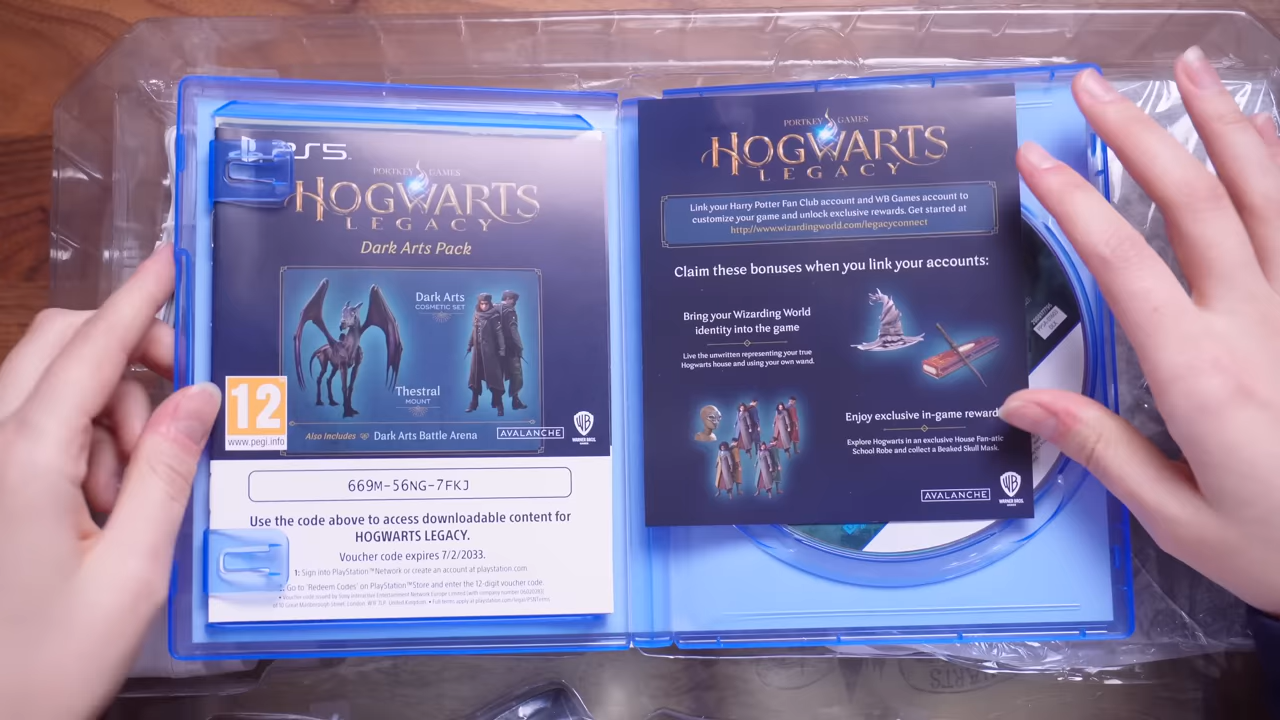 PS5
PORTKEY GAMES
HOGWARTS
LEGACY
Dark Arts Pack
Dark Arts
COSMETIC SET
Thestral
MOUNT
Also Includes Dark Arts Battle Arena
12
www.pegi.info
AVALANCHE
WARNER BROS.
GAMES
669M-56NG-7FKJ
Use the code above to access downloadable content for
HOGWARTS LEGACY.
Voucher code expires 7/2/2033.
1: Sign into PlayStation™Network or create an account at playstation.com.
Go to 'Redeem Codes' on PlayStation™Store and enter the 12-digit voucher code.
PORTKEY GAMES
HOGWARTS
LEGACY
Link your Harry Potter Fan Club account and WB Games account to
customize your game and unlock exclusive rewards. Get started at
http://www.wizardingworld.com/legacyconnect
Claim these bonuses when you link your accounts:
Bring your Wizarding World
identity into the game
Live the unwritten representing your true
Hogwarts house and using your own wand.
Enjoy exclusive in-game reward
Explore Hogwarts in an exclusive House Fan-atic
School Robe and collect a Beaked Skull Mask.
AVALANCHE
WARNER BROS.
GAMES